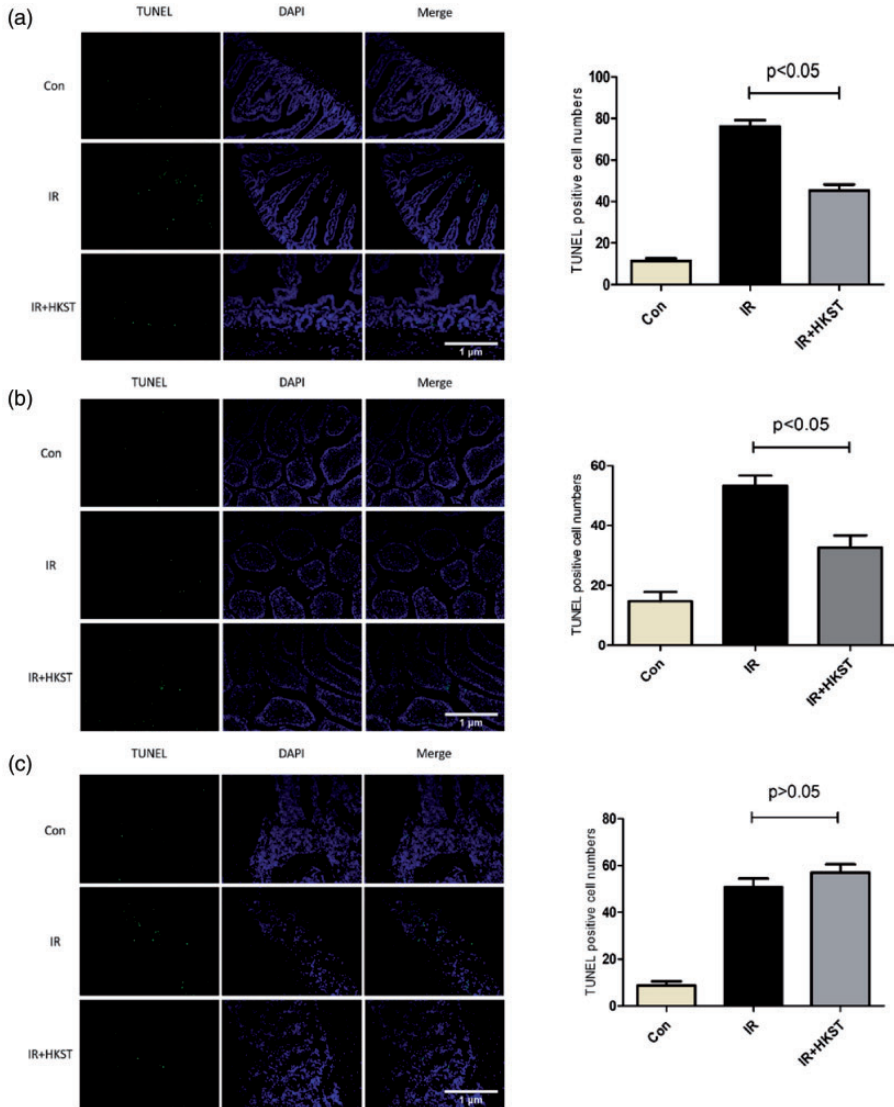 (a)
TUNEL DAPI Merge
Con
IR
IR+HKST
1 µm
p<0.05
TUNEL positive cell numbers
100
80
60
40
20
0
Con IR IR+HKST
(b)
TUNEL DAPI Merge
Con
IR
IR+HKST
1 µm
p<0.05
TUNEL positive cell numbers
60
40
20
0
Con IR IR+HKST
(c)
TUNEL DAPI Merge
Con
IR
IR+HKST
1 µm
p>0.05
TUNEL positive cell numbers
80
60
40
20
0
Con IR IR+HKST